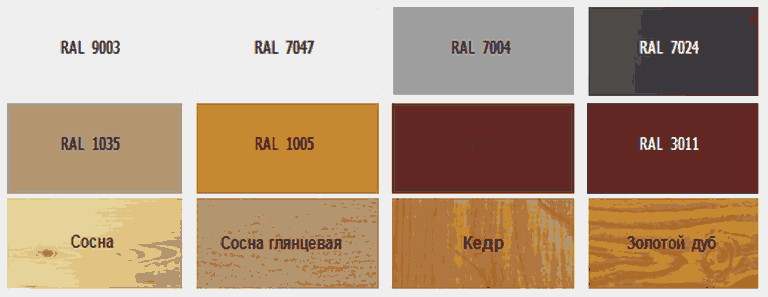 RAL 9003
RAL 7047
RAL 7004
RAL 7024
RAL 1035
RAL 1005
RAL 3011
Сосна
Сосна глянцевая
Кедр
Золотой дуб